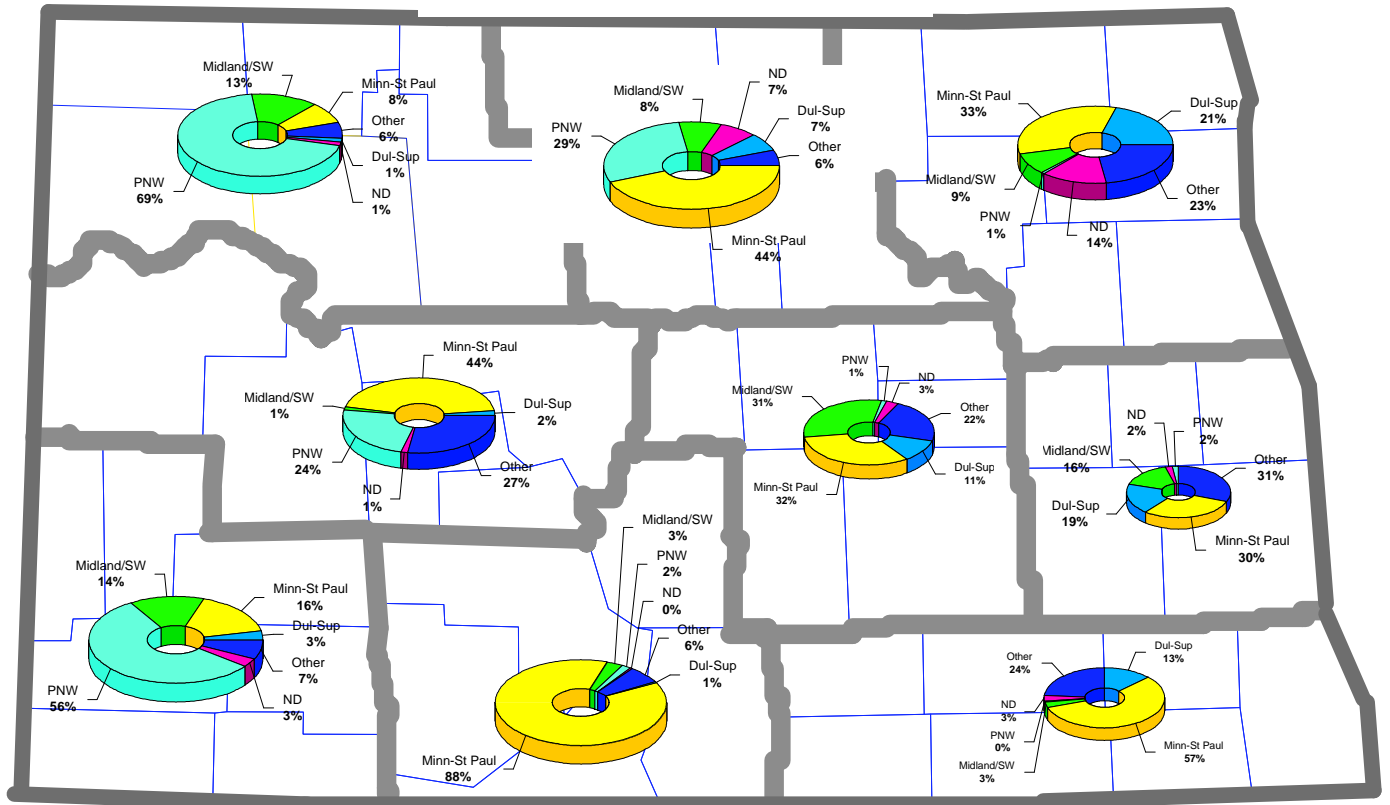 Midland/SW
13%
Minn-St Paul
8%
Other
6%
Dul-Sup
1%
ND
1%
PNW
69%
Midland/SW
8%
ND
7%
Dul-Sup
7%
Other
6%
PNW
29%
Minn-St Paul
44%
Minn-St Paul
33%
Dul-Sup
21%
Midland/SW
9%
PNW
1%
ND
14%
Other
23%
Minn-St Paul
44%
Midland/SW
1%
Dul-Sup
2%
PNW
24%
ND
1%
Other
27%
PNW
1%
ND
3%
Midland/SW
31%
Other
22%
Dul-Sup
11%
Minn-St Paul
32%
ND
2%
PNW
2%
Midland/SW
16%
Other
31%
Dul-Sup
19%
Minn-St Paul
30%
Midland/SW
14%
Minn-St Paul
16%
Dul-Sup
3%
Other
7%
ND
3%
PNW
56%
Midland/SW
3%
PNW
2%
ND
0%
Other
6%
Dul-Sup
1%
Minn-St Paul
88%
Other
24%
Dul-Sup
13%
ND
3%
PNW
0%
Midland/SW
3%
Minn-St Paul
57%